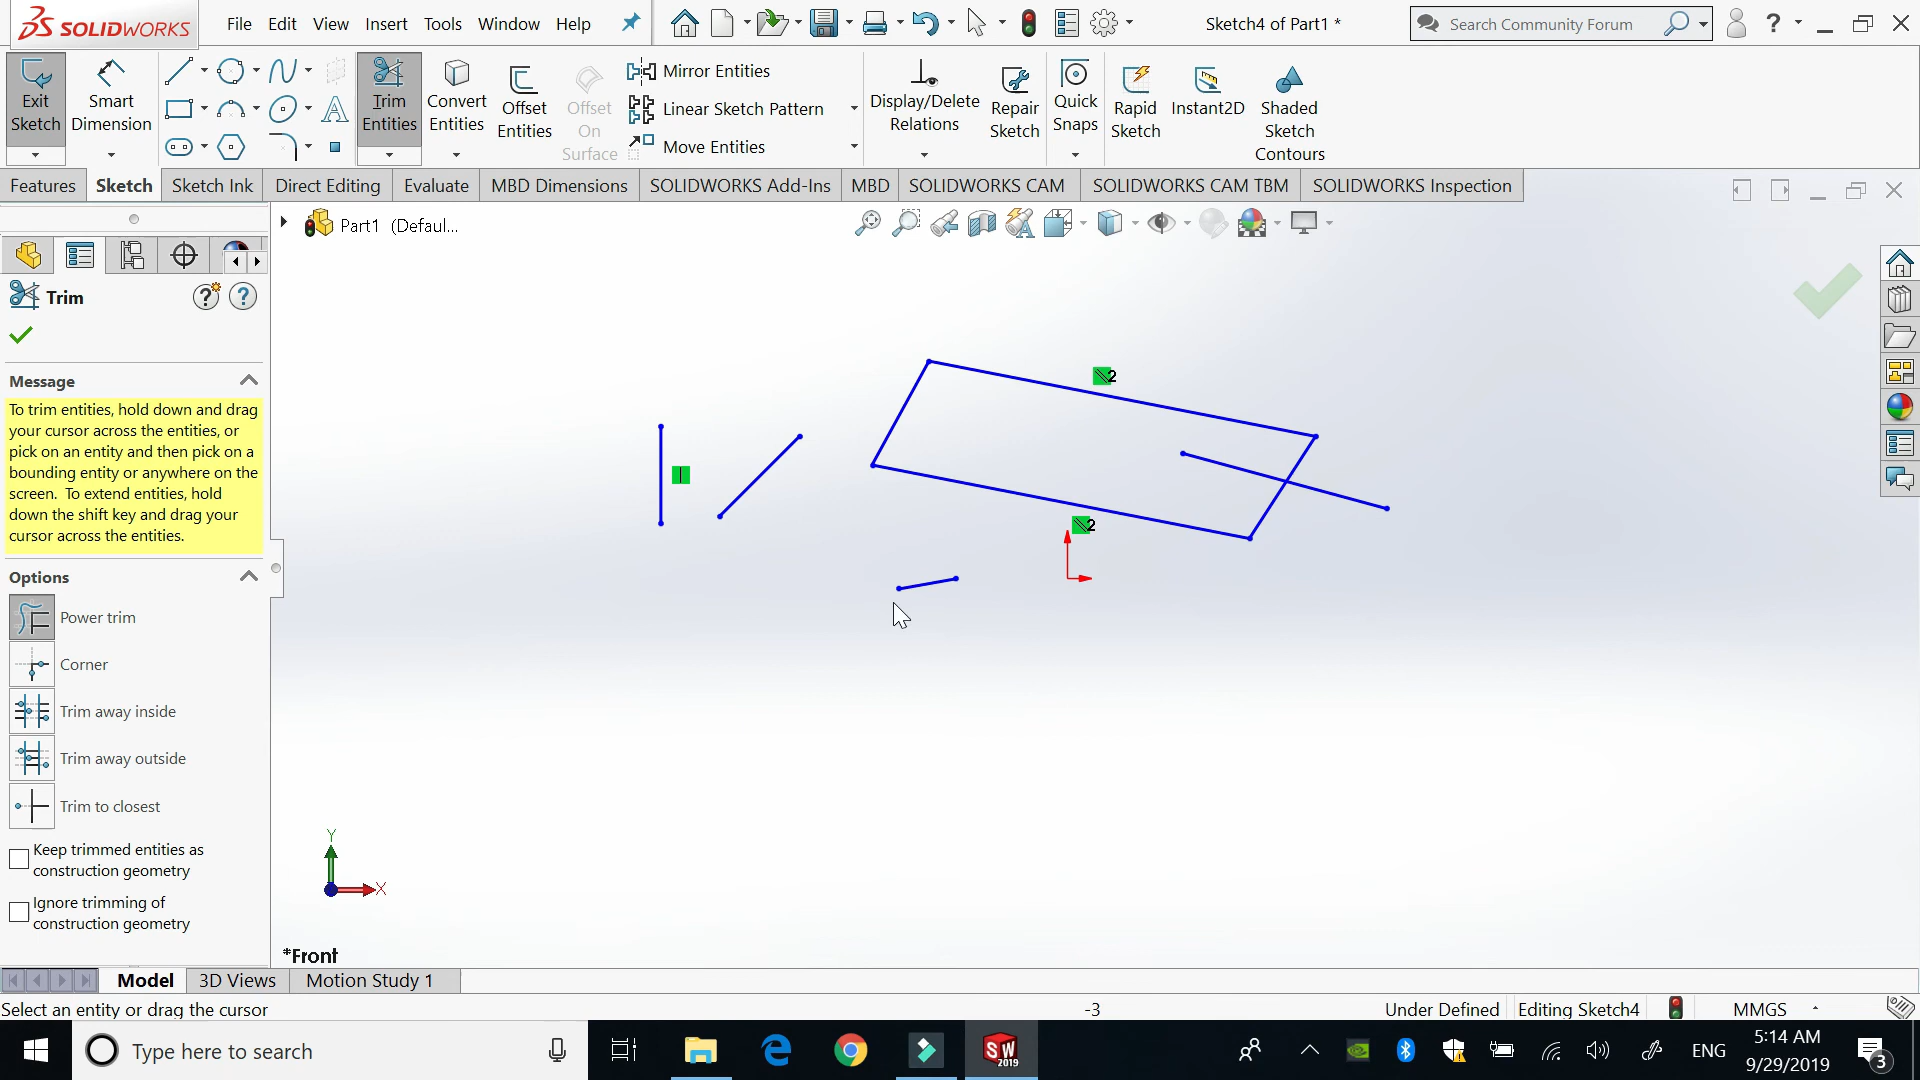 SOLIDWORKS
File Edit View Insert Tools Window Help
Sketch4 of Part1 *
Search Community Forum
?
Exit
Sketch
Smart
Dimension
Trim
Entities
Convert
Entities
Offset
Entities
Offset
On
Surface
Mirror Entities
Linear Sketch Pattern
Move Entities
Display/Delete
Relations
Repair
Sketch
Quick
Snaps
Rapid
Sketch
Instant2D
Shaded
Sketch
Contours
Features Sketch Sketch Ink Direct Editing Evaluate MBD Dimensions SOLIDWORKS Add-Ins MBD SOLIDWORKS CAM SOLIDWORKS CAM TBM SOLIDWORKS Inspection
Part1 (Defaul...
Trim
? ?
Message
To trim entities, hold down and drag
your cursor across the entities, or
pick on an entity and then pick on a
bounding entity or anywhere on the
screen. To extend entities, hold
down the shift key and drag your
cursor across the entities.
Options
Power trim
Corner
Trim away inside
Trim away outside
Trim to closest
Keep trimmed entities as
construction geometry
Ignore trimming of
construction geometry
2
2
Y
X
*Front
Model 3D Views Motion Study 1
Select an entity or drag the cursor
-3
Under Defined Editing Sketch4 MMGS
Type here to search
SW
2019
ENG
5:14 AM
9/29/2019
3